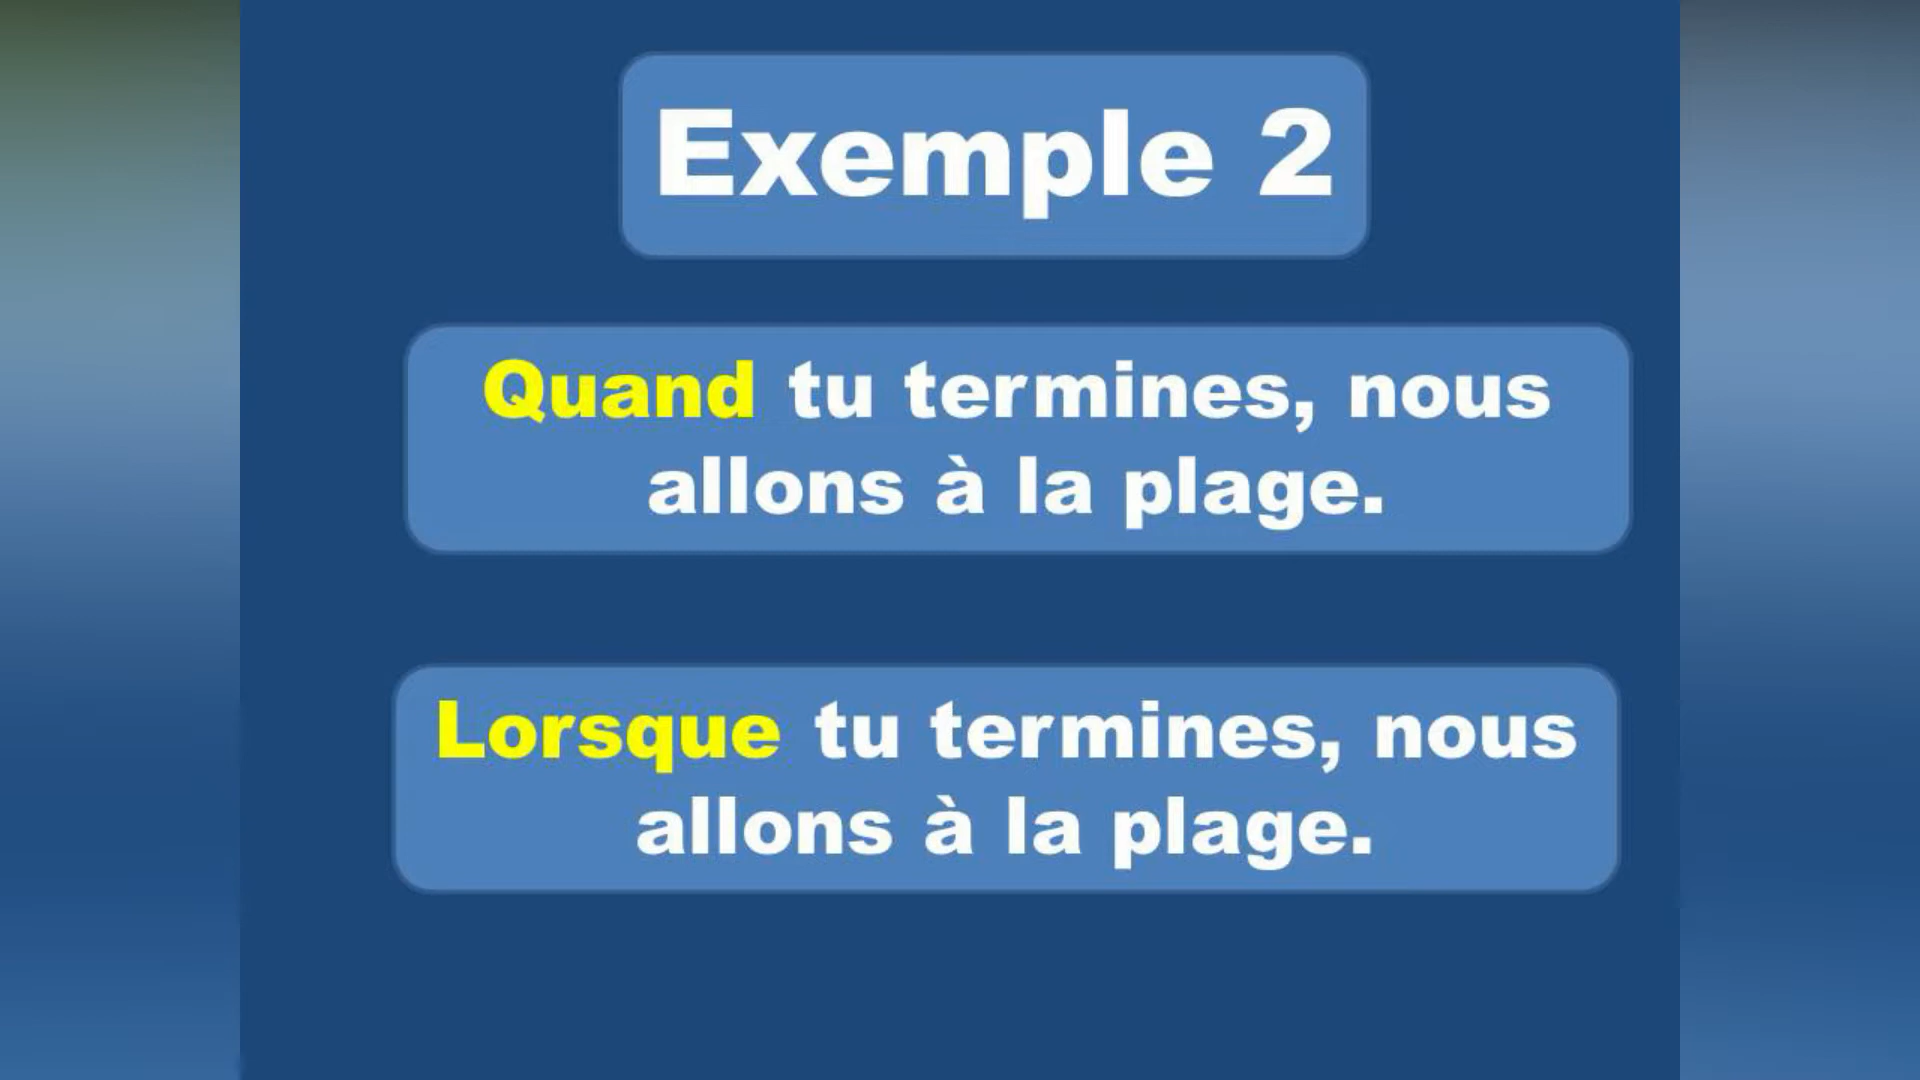 Exemple 2
Quand tu termines, nous
allons à la plage.
Lorsque tu termines, nous
allons à la plage.